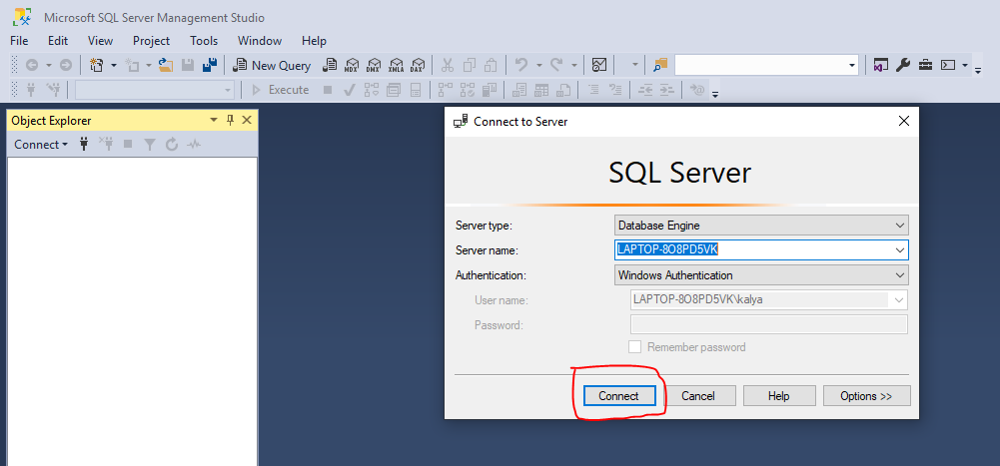 Microsoft SQL Server Management Studio
File Edit View Project Tools Window Help
New Query MDX DMX XMLA DAX
Execute
Object Explorer
Connect
Connect to Server
SQL Server
Server type: Database Engine
Server name: LAPTOP-8O8PD5VK
Authentication: Windows Authentication
User name: LAPTOP-8O8PD5VK\kalya
Password:
Remember password
Connect Cancel Help Options >>